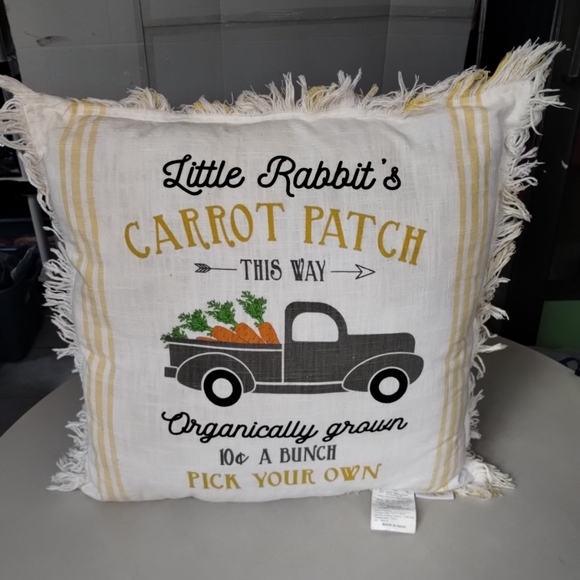 Little Rabbit's
CARROT PATCH
THIS WAY
Organically grown
10¢ A BUNCH
PICK YOUR OWN